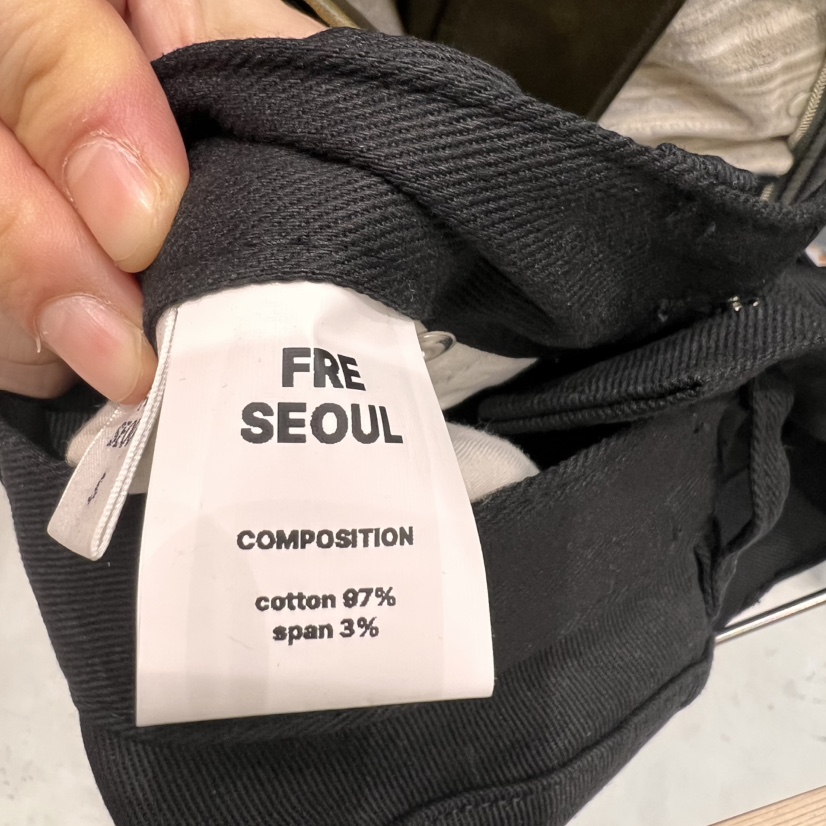 FRE
SEOUL
COMPOSITION
cotton 97%
span 3%